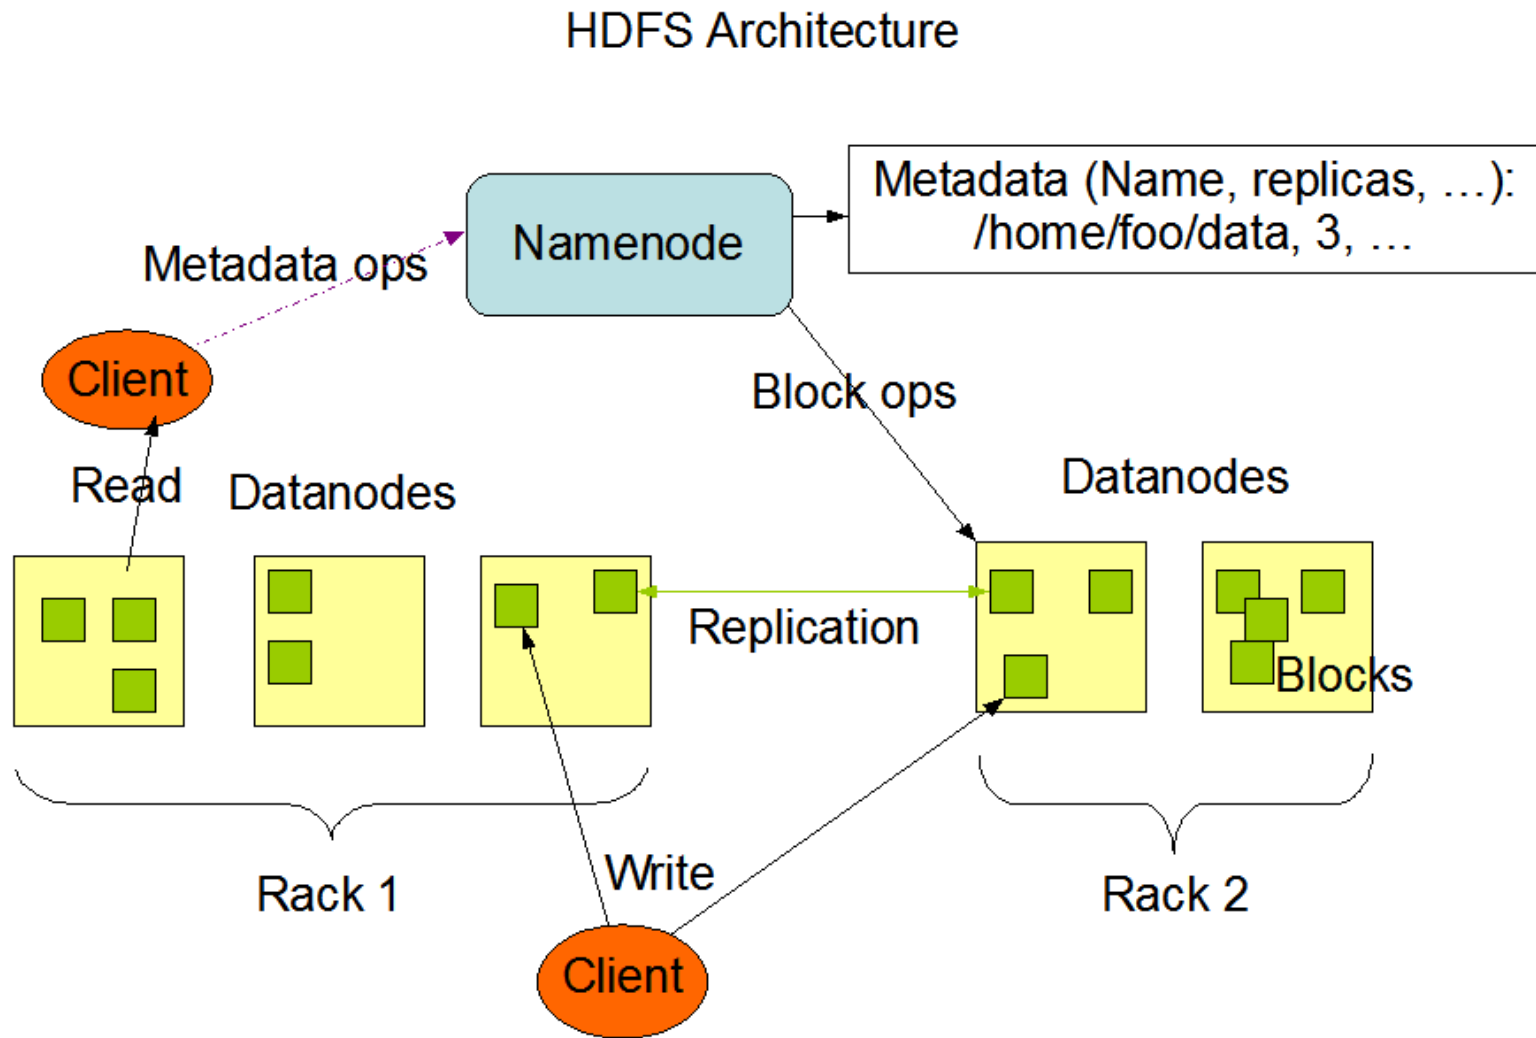 HDFS Architecture
Metadata (Name, replicas, …):
/home/foo/data, 3, …
Namenode
Metadata ops
Client
Block ops
Read
Datanodes
Datanodes
Replication
Blocks
Rack 1
Write
Rack 2
Client